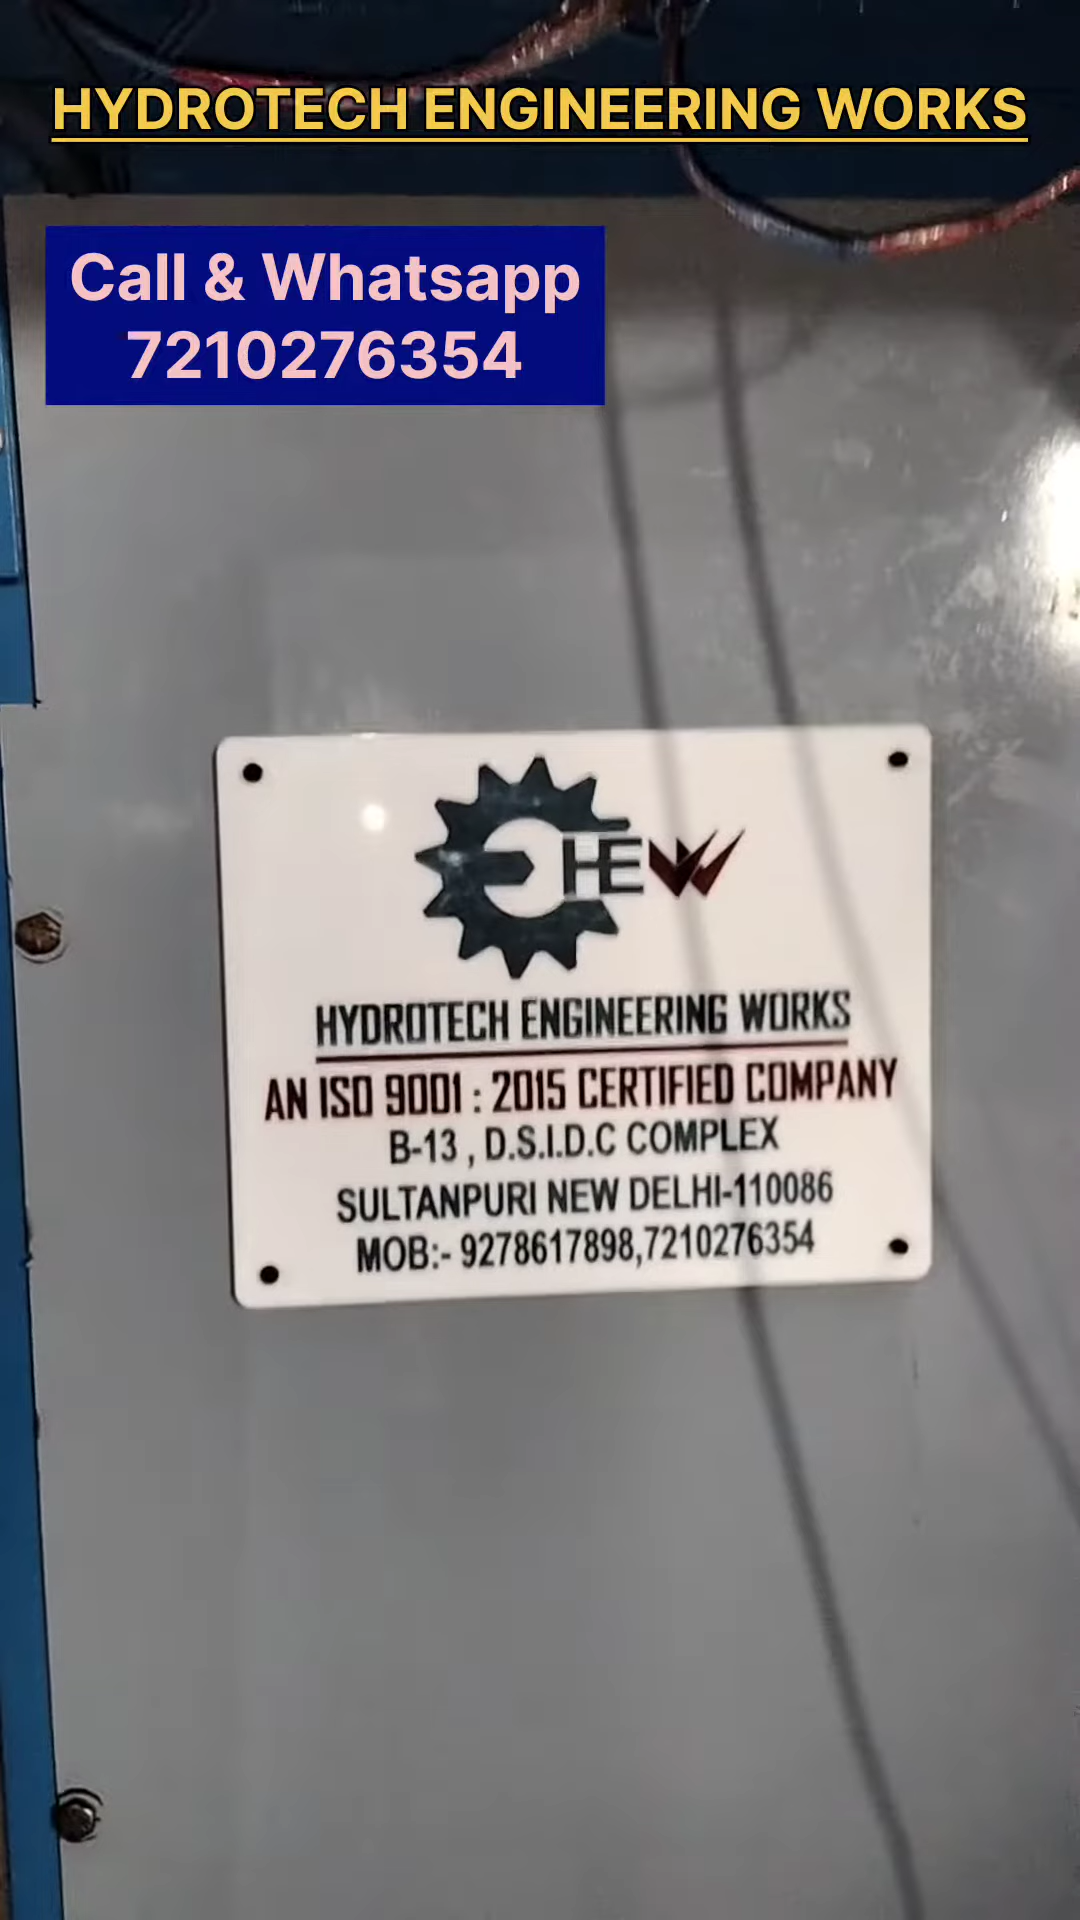 HYDROTECH ENGINEERING WORKS
Call & Whatsapp
7210276354
HEW
HYDROTECH ENGINEERING WORKS
AN ISO 9001 : 2015 CERTIFIED COMPANY
B-13 , D.S.I.D.C COMPLEX
SULTANPURI NEW DELHI-110086
MOB:- 9278617898,7210276354